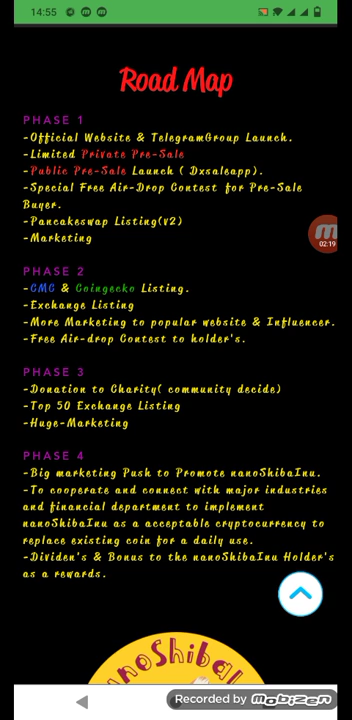 14:55
Road Map
PHASE 1
-Official Website & TelegramGroup Launch.
-Limited Private Pre-Sale
-Public Pre-Sale Launch ( Dxsaleapp).
-Special Free Air-Drop Contest for Pre-Sale
Buyer.
-Pancakeswap Listing(v2)
-Marketing
02:19
PHASE 2
-CMC & Coingecko Listing.
-Exchange Listing
-More Marketing to popular website & Influencer.
-Free Air-drop Contest to holder's.
PHASE 3
-Donation to Charity( community decide)
-Top 50 Exchange Listing
-Huge-Marketing
PHASE 4
-Big marketing Push to Promote nanoShibaInu.
-To cooperate and connect with major industries
and financial department to implement
nanoShibaInu as a acceptable cryptocurrency to
replace existing coin for a daily use.
-Dividen's & Bonus to the nanoShibaInu Holder's
as a rewards.
Recorded by mobizen